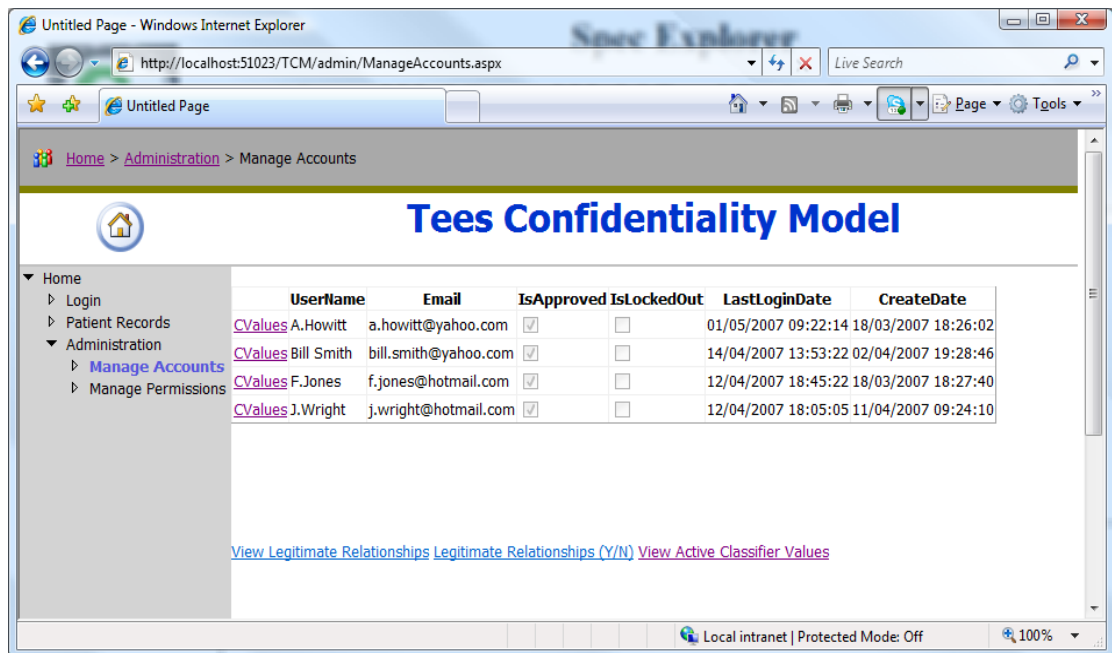 Untitled Page - Windows Internet Explorer
Spec Explorer
http://localhost:51023/TCM/admin/ManageAccounts.aspx
Live Search
Untitled Page
Page
Tools
Home > Administration > Manage Accounts
Tees Confidentiality Model
Home
Login
Patient Records
Administration
Manage Accounts
Manage Permissions
UserName Email IsApproved IsLockedOut LastLoginDate CreateDate
CValues A.Howitt a.howitt@yahoo.com 01/05/2007 09:22:14 18/03/2007 18:26:02
CValues Bill Smith bill.smith@yahoo.com 14/04/2007 13:53:22 02/04/2007 19:28:46
CValues F.Jones f.jones@hotmail.com 12/04/2007 18:45:22 18/03/2007 18:27:40
CValues J.Wright j.wright@hotmail.com 12/04/2007 18:05:05 11/04/2007 09:24:10
View Legitimate Relationships Legitimate Relationships (Y/N) View Active Classifier Values
Local intranet | Protected Mode: Off
100%